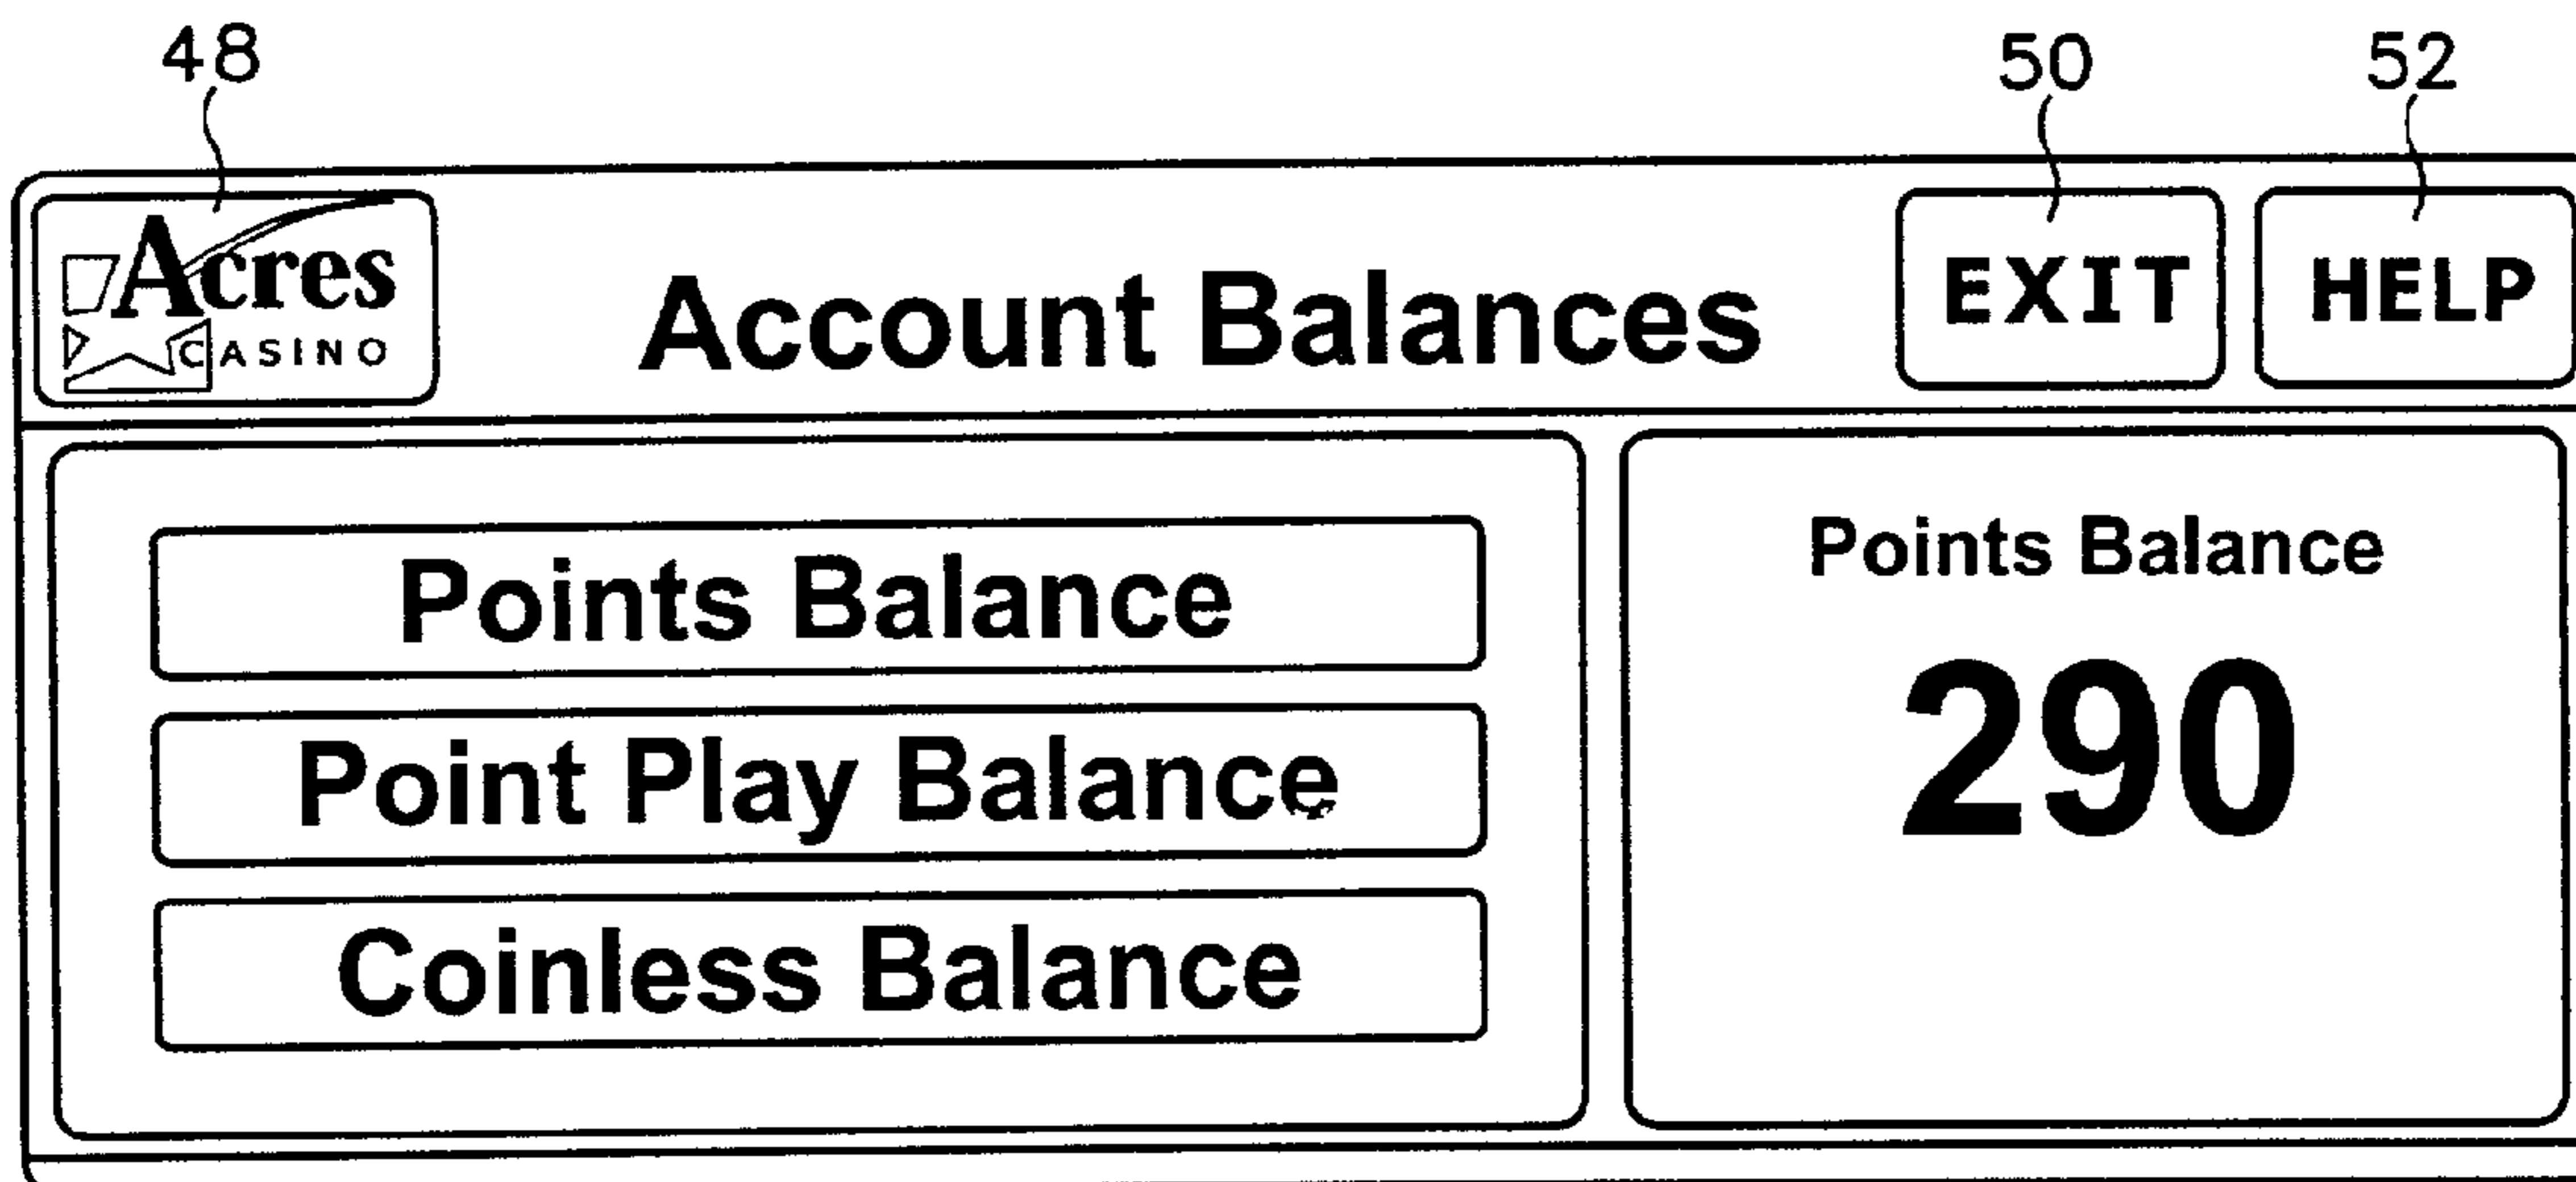 48 50 52
Acres
CASINO
Account Balances
EXIT HELP
Points Balance
Point Play Balance
Coinless Balance
Points Balance
290